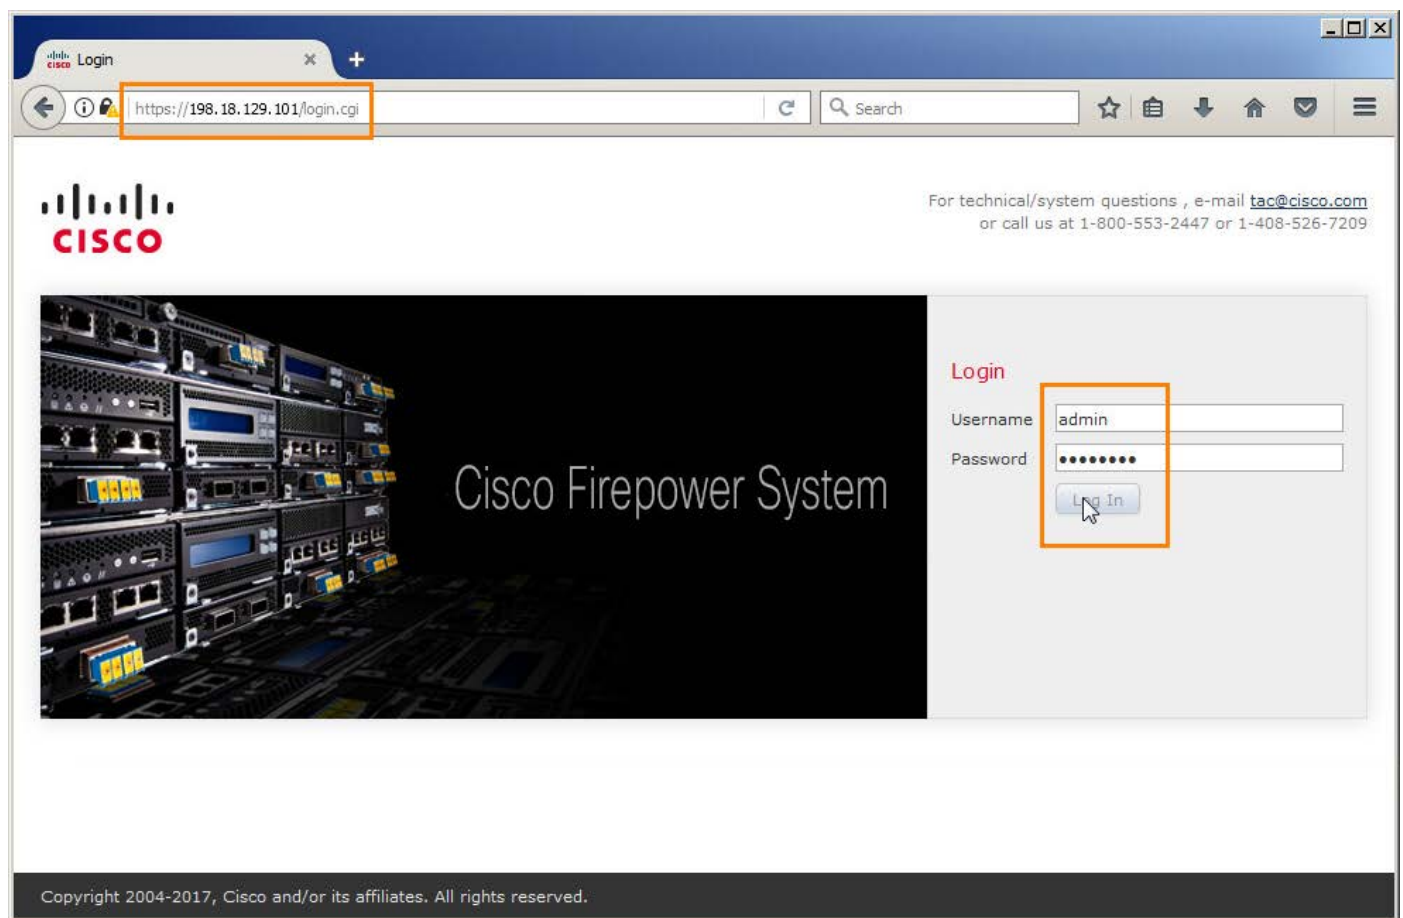 CISCO Login
https://198.18.129.101/login.cgi
Search
CISCO
For technical/system questions , e-mail tac@cisco.com
or call us at 1-800-553-2447 or 1-408-526-7209
Cisco Firepower System
Login
Username admin
Password ••••••••
Log In
Copyright 2004-2017, Cisco and/or its affiliates. All rights reserved.